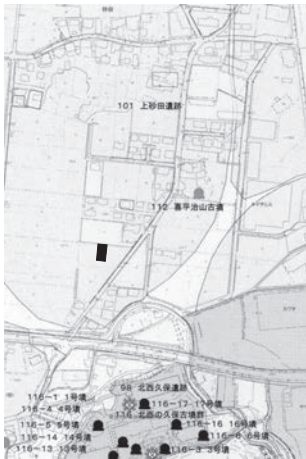 101 上砂田遺跡
112 喜平治山古墳
98 北西久保遺跡
116-1 1号墳
116-17 17号墳
116-4 4号墳
116 北西の久保古墳群
116-5 5号墳
116-16 16号墳
116-14 14号墳
116-6 6号墳
116-13 13号墳
116-3 3号墳